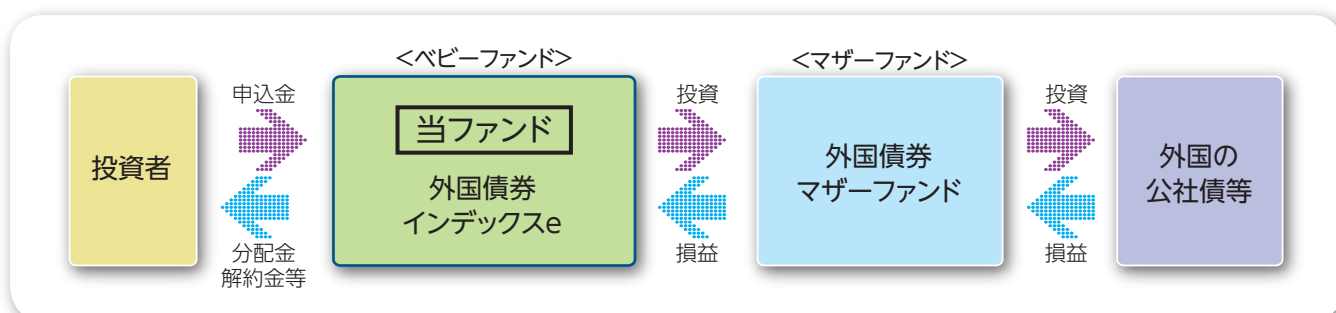 投資者
申込金
分配金
解約金等
<ベビーファンド>
当ファンド
外国債券
インデックスe
投資
損益
<マザーファンド>
外国債券
マザーファンド
投資
損益
外国の
公社債等